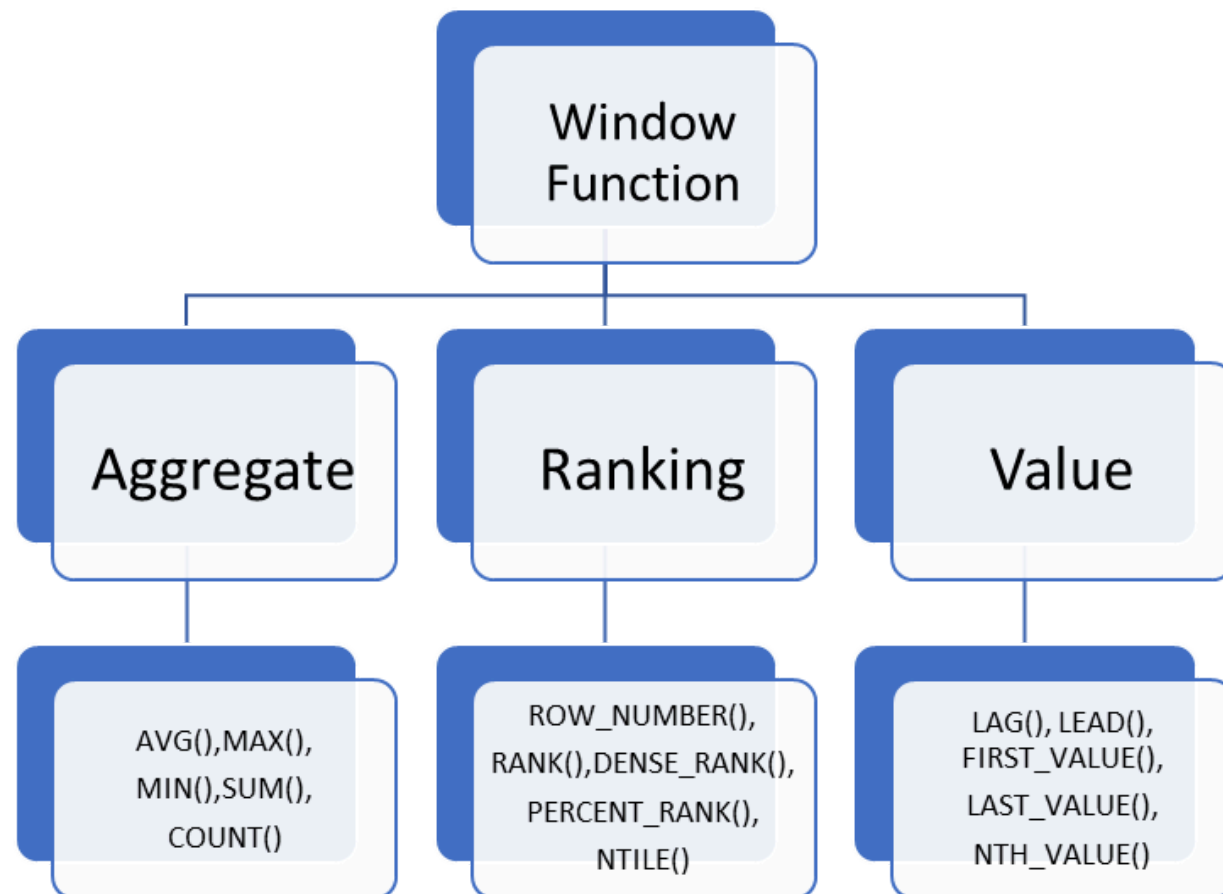 Window
Function
Aggregate
Ranking
Value
AVG(),MAX(),
MIN(),SUM(),
COUNT()
ROW_NUMBER(),
RANK(),DENSE_RANK(),
PERCENT_RANK(),
NTILE()
LAG(), LEAD(),
FIRST_VALUE(),
LAST_VALUE(),
NTH_VALUE()